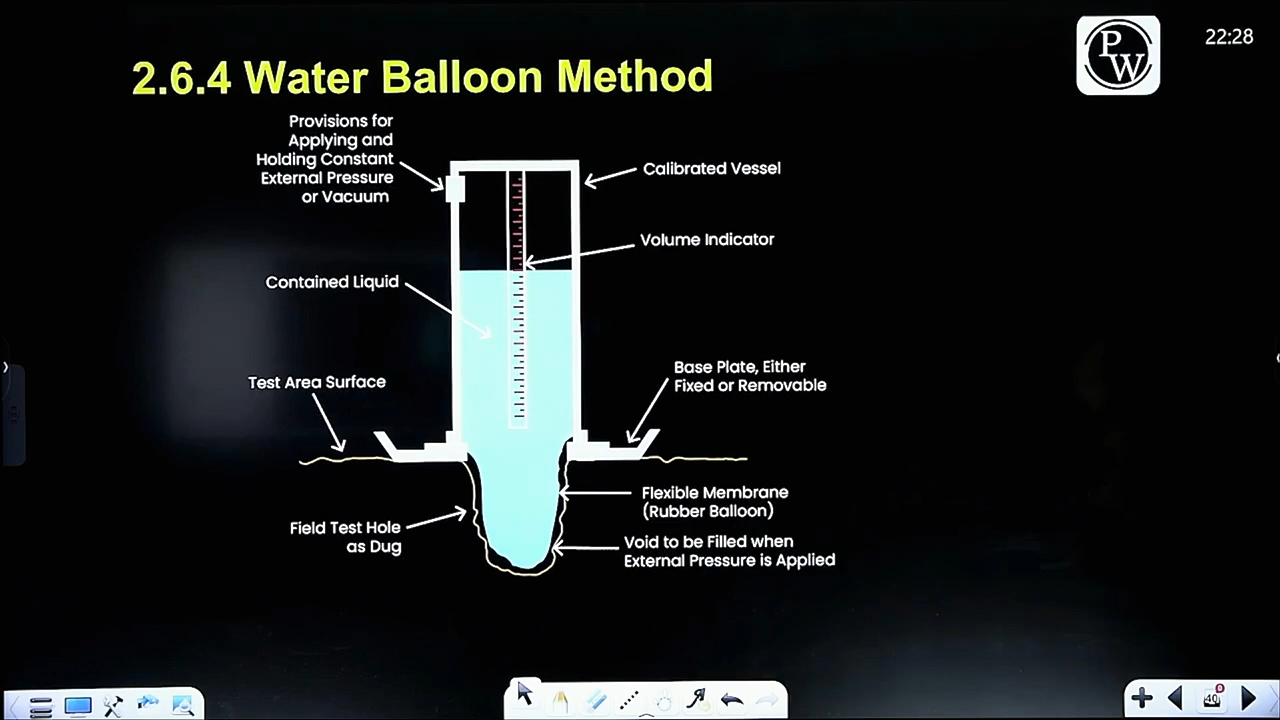 PW
22:28
2.6.4 Water Balloon Method
Provisions for
Applying and
Holding Constant
External Pressure
or Vacuum
Calibrated Vessel
Volume Indicator
Contained Liquid
Test Area Surface
Base Plate, Either
Fixed or Removable
Flexible Membrane
(Rubber Balloon)
Field Test Hole
as Dug
Void to be Filled when
External Pressure is Applied
40